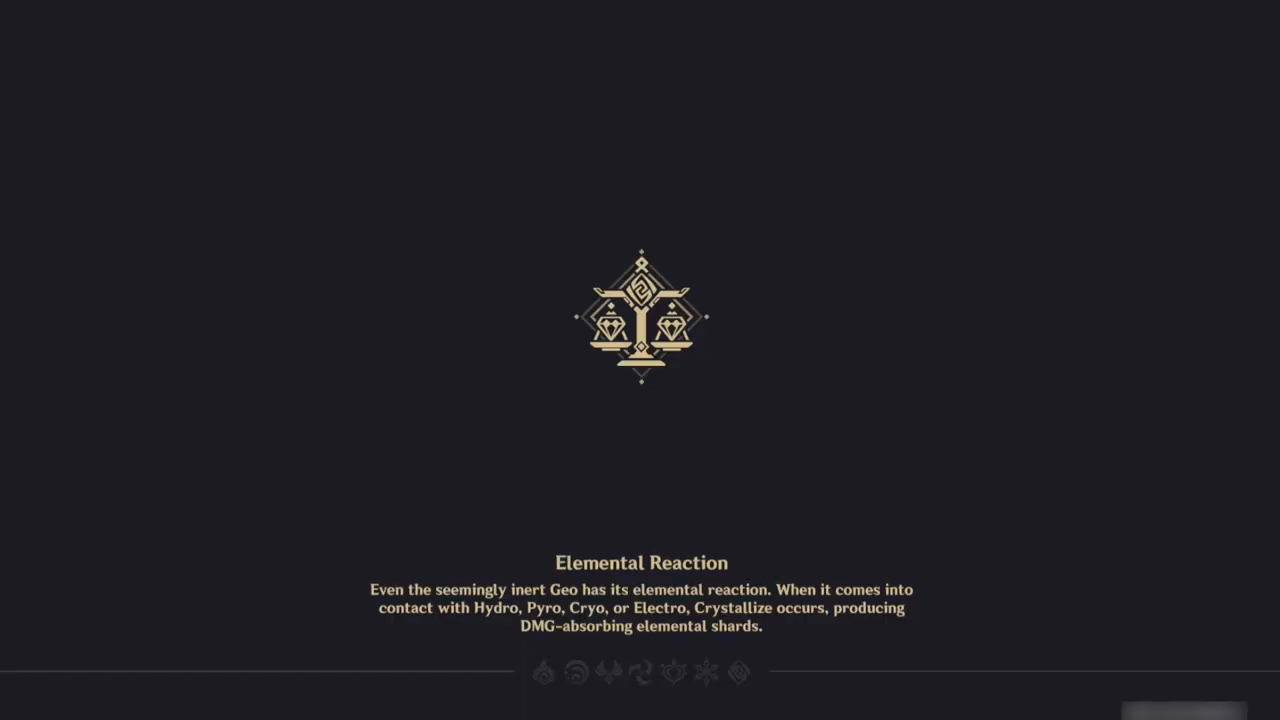 Elemental Reaction
Even the seemingly inert Geo has its elemental reaction. When it comes into
contact with Hydro, Pyro, Cryo, or Electro, Crystallize occurs, producing
DMG-absorbing elemental shards.